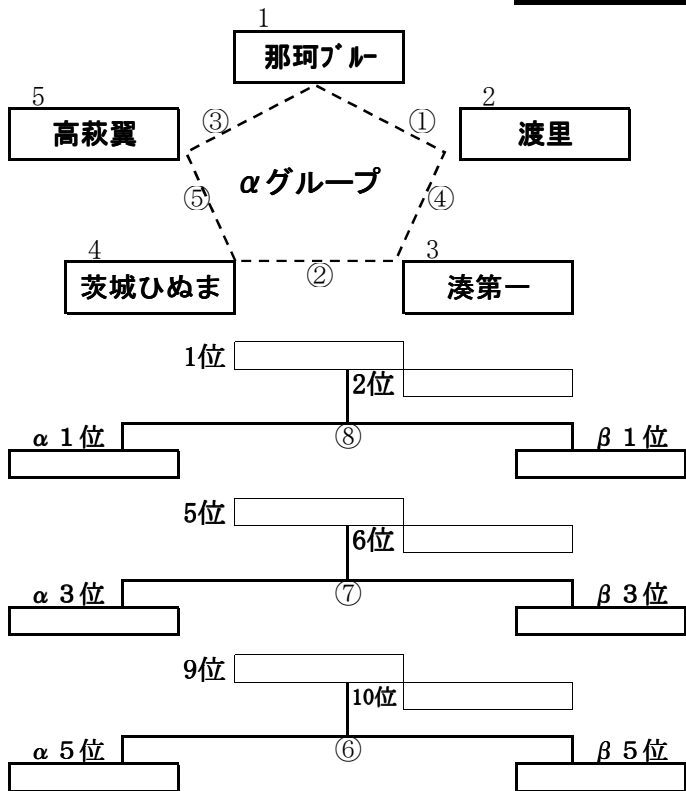 1
那珂ﾌﾞﾙｰ
5
高萩翼
③
①
2
渡里
αグループ
⑤
④
4
茨城ひぬま
②
3
湊第一
1位
2位
α 1位
⑧
β 1位
5位
6位
α 3位
⑦
β 3位
9位
10位
α 5位
⑥
β 5位